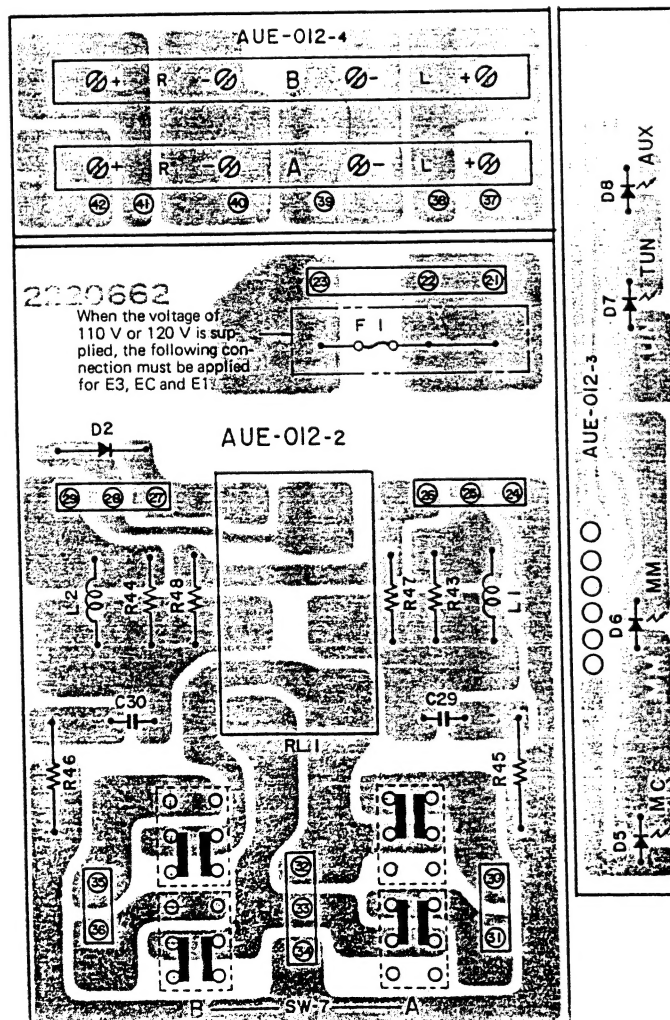 AUE-012-4
+ R - B - L +
+ R - A - L +
42 41 40 39 38 37
23 22 21
2220662
When the voltage of
110 V or 120 V is sup-
plied, the following con-
nection must be applied
for E3, EC and E1.
F 1
D2
AUE-012-2
29 28 27
26 25 24
L2 R44 R48
R47 R43 L1
C30
C29
RL1
R46
R45
35
36
32
33
34
30
31
B SW-7 A
AUX
D8
TUN
D7
AUE-012-3
MM
D6
MC
D5